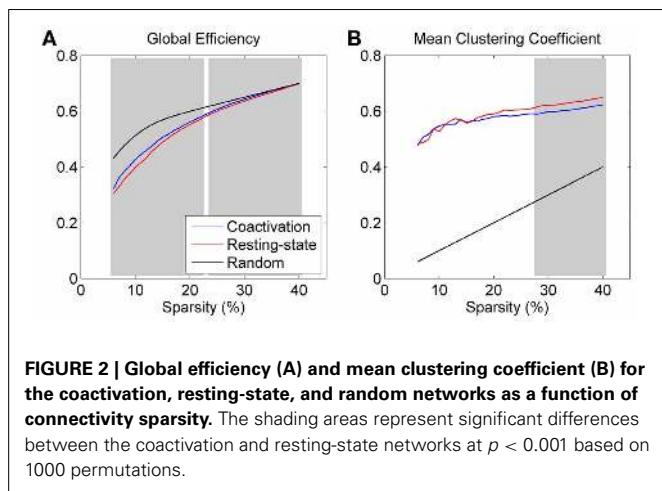 A
Global Efficiency
0.8
0.6
0.4
0.2
0
0
10
20
30
40
Sparsity (%)
Coactivation
Resting-state
Random
B
Mean Clustering Coefficient
0.8
0.6
0.4
0.2
0
0
10
20
30
40
Sparsity (%)
FIGURE 2 | Global efficiency (A) and mean clustering coefficient (B) for
the coactivation, resting-state, and random networks as a function of
connectivity sparsity. The shading areas represent significant differences
between the coactivation and resting-state networks at p < 0.001 based on
1000 permutations.